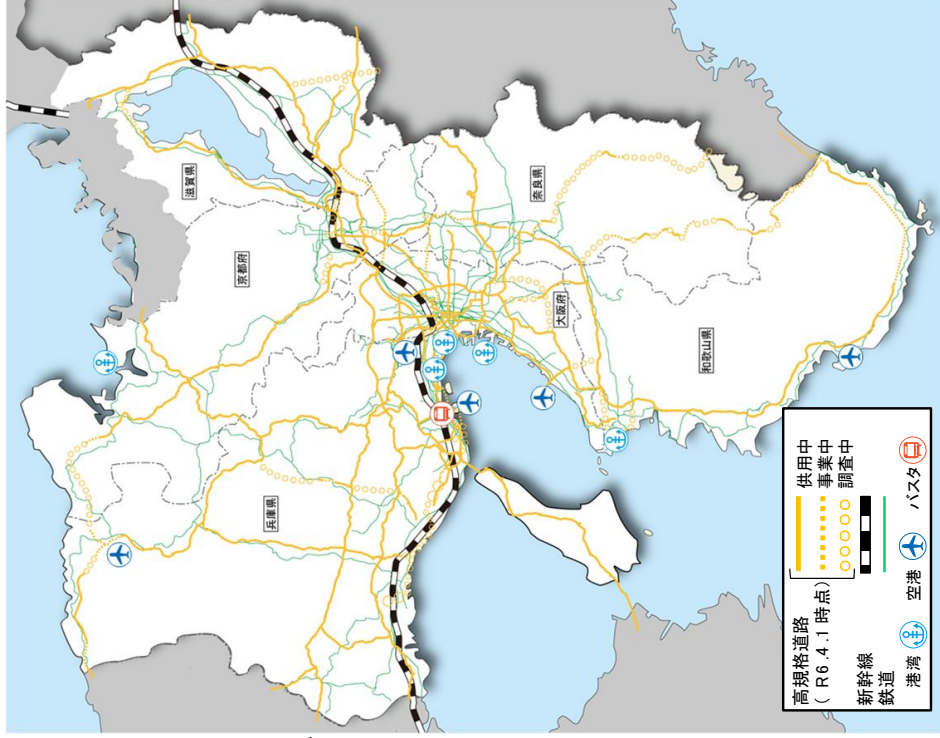 滋賀県
京都府
奈良県
大阪府
兵庫県
和歌山県
高規格道路
( R6.4.1 時点)
供用中
事業中
調査中
新幹線
鉄道
港湾
空港
バスタ